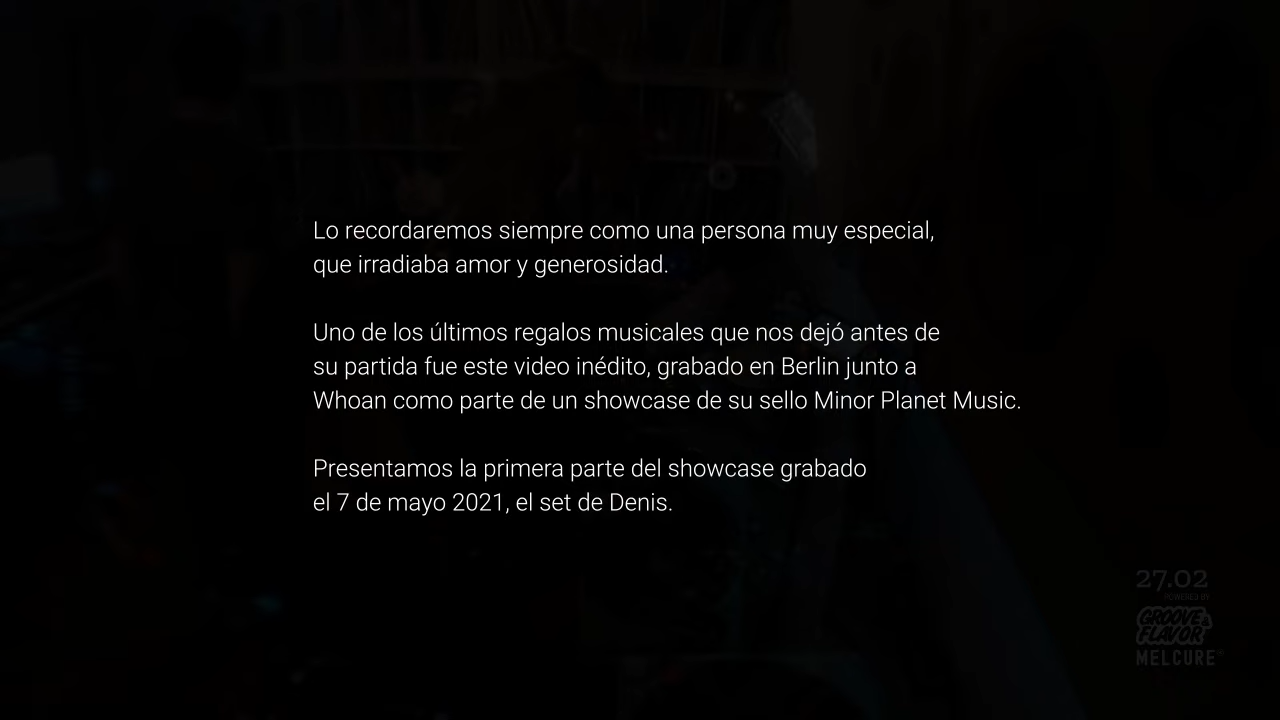 Lo recordaremos siempre como una persona muy especial,
que irradiaba amor y generosidad.
Uno de los últimos regalos musicales que nos dejó antes de
su partida fue este video inédito, grabado en Berlin junto a
Whoan como parte de un showcase de su sello Minor Planet Music.
Presentamos la primera parte del showcase grabado
el 7 de mayo 2021, el set de Denis.
27.02
POWERED BY
GROOVE &
FLAVOR
MELCURE®